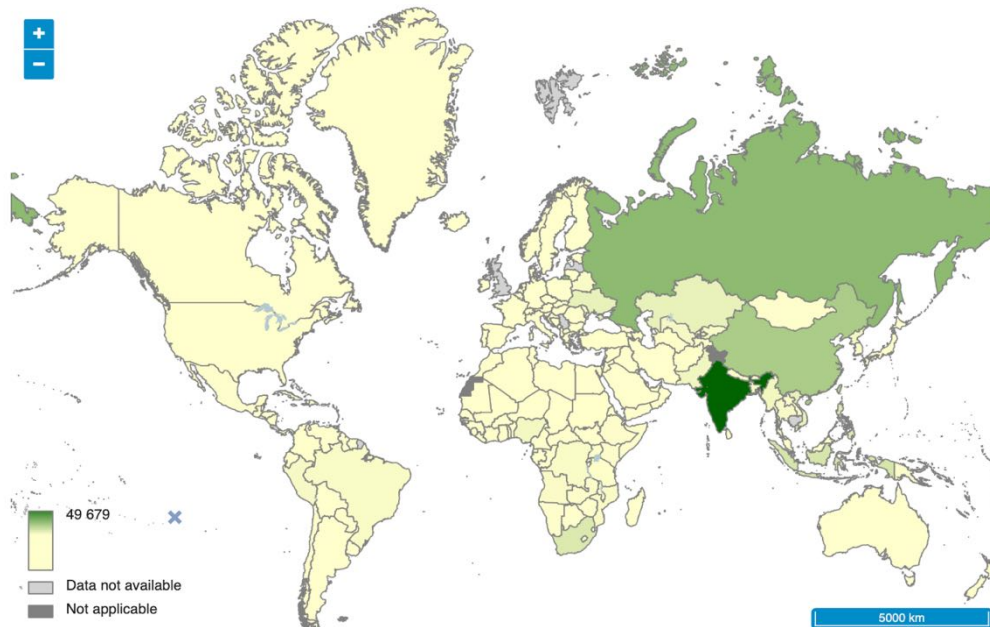 +
−
49 679
Data not available
Not applicable
5000 km